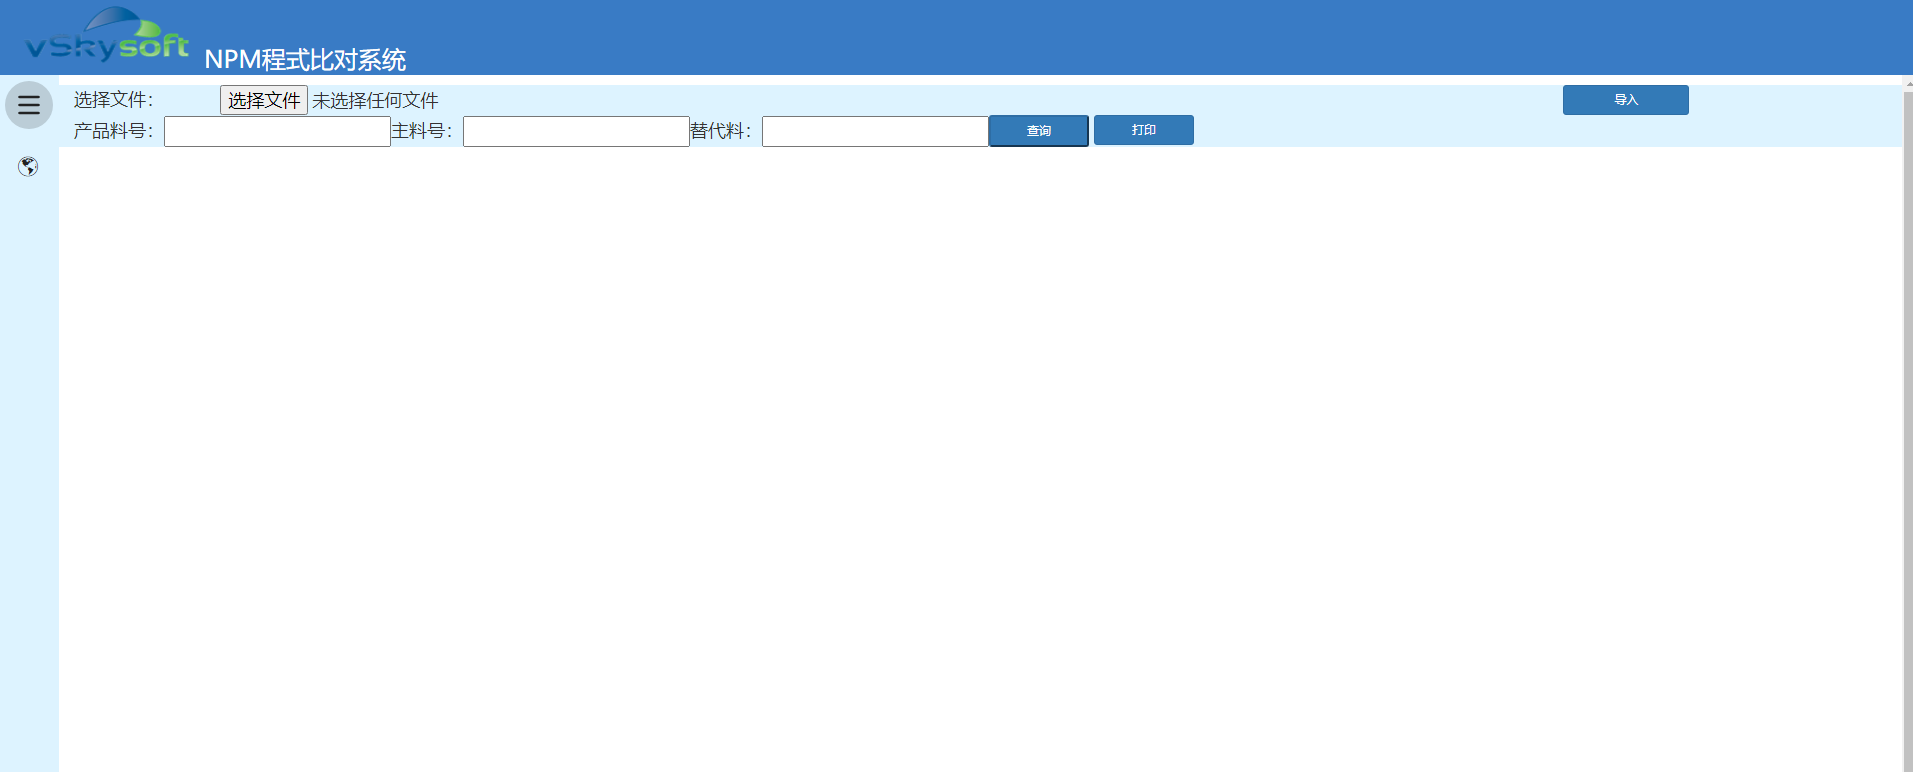 vSkysoft NPM程式比对系统
选择文件： 选择文件 未选择任何文件 导入
产品料号： 主料号： 替代料： 查询 打印